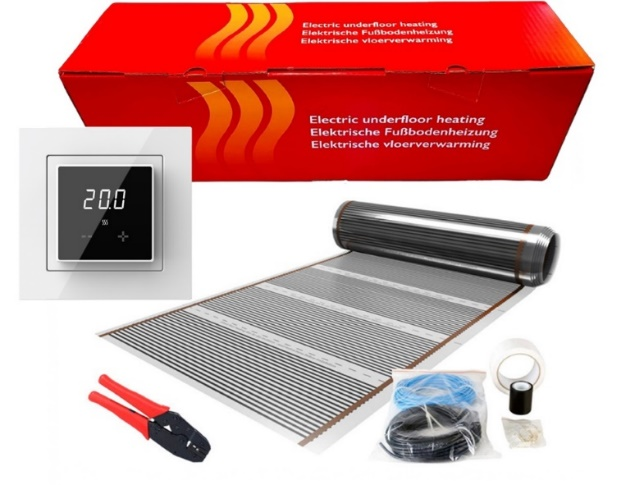 Electric underfloor heating
Elektrische Fußbodenheizung
Elektrische vloerverwarming
Electric underfloor heating
Elektrische Fußbodenheizung
Elektrische vloerverwarming
20.0